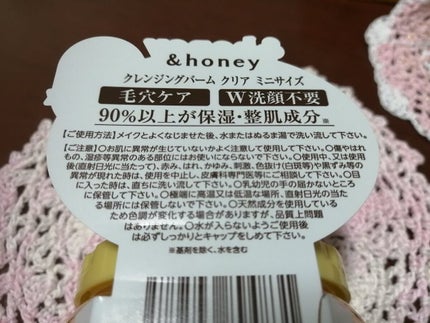 &honey
クレンジングバーム クリア ミニサイズ
毛穴ケア W洗顔不要
90%以上が保湿・整肌成分※
【ご使用方法】メイクとよくなじませた後、水またはぬるま湯で洗い流して下さい。
【ご注意】〇お肌に異常が生じていないかよく注意して使用して下さい。〇傷やはれ
もの、湿疹等異常のある部位にはお使いにならないで下さい。〇使用中、又は使用
後(直射日光に当たって)、赤み、はれ、かゆみ、刺激、色抜け(白斑等)や黒ずみ等の
異常が現れた時は、使用を中止し、皮膚科専門医等にご相談して下さい。〇目
に入った時は、直ちに洗い流して下さい。〇乳幼児の手の届かないところ
に保管して下さい。〇極端に高温又は低温な場所、直射日光の当た
る場所には保管しないで下さい。〇天然成分を使用している
ため色調が変化する場合がありますが、品質上問題
はありません。〇水が入らないようご使用後
は必ずしっかりとキャップをしめて下さい。
※基剤を除く、水を含む